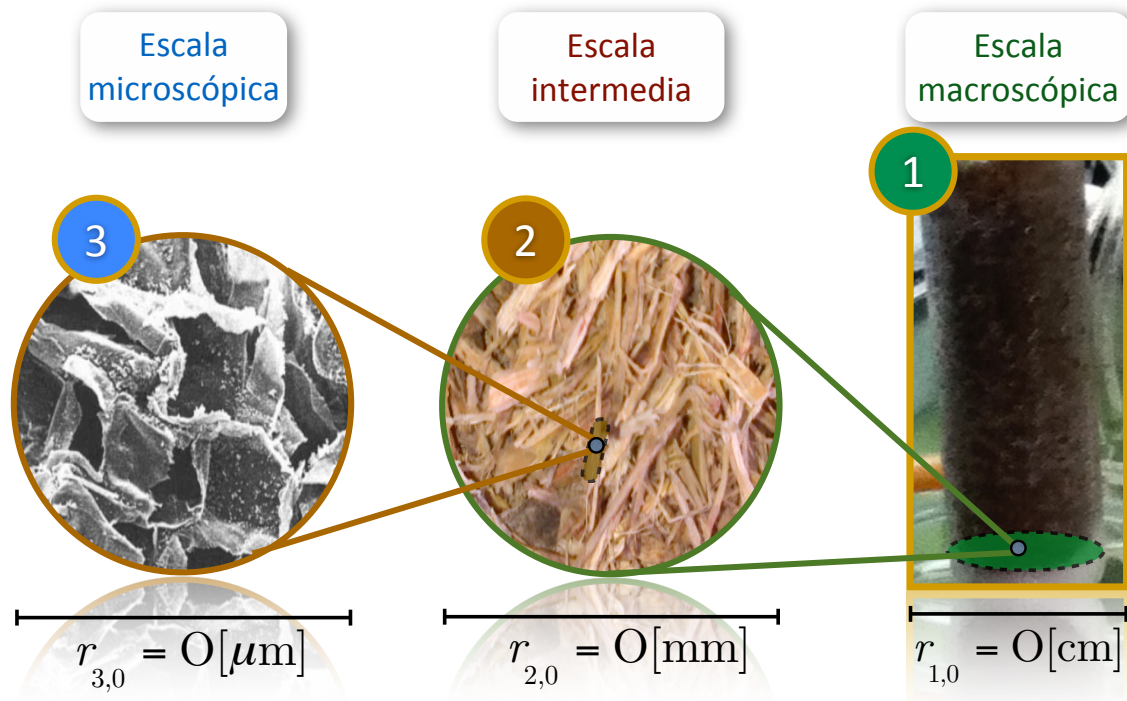 Escala
microscópica
Escala
intermedia
Escala
macroscópica
3
2
1
r3,0 = O[μm]
r2,0 = O[mm]
r1,0 = O[cm]